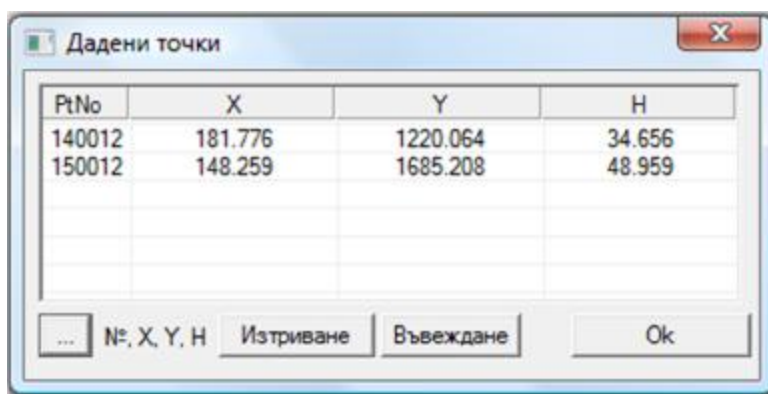 Дадени точки
PtNo X Y H
140012 181.776 1220.064 34.656
150012 148.259 1685.208 48.959
... №, X, Y, H Изтриване Въвеждане Ok